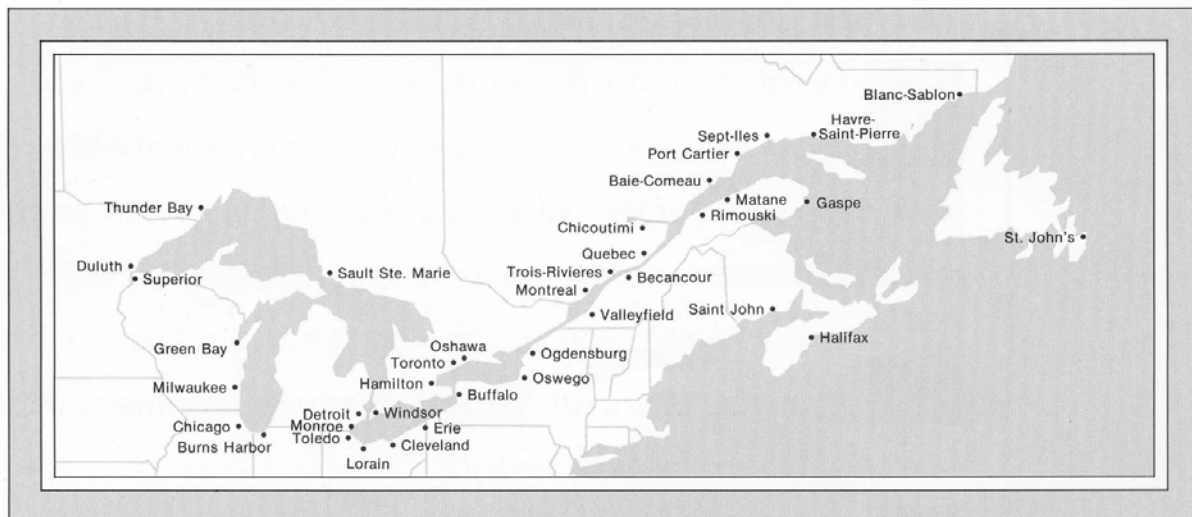 Blanc-Sablon
Havre-
Saint-Pierre
Sept-Iles
Port Cartier
Baie-Comeau
Matane
Gaspe
Rimouski
Thunder Bay
Chicoutimi
St. John's
Quebec
Duluth
Superior
Sault Ste. Marie
Trois-Rivieres
Becancour
Montreal
Saint John
Valleyfield
Halifax
Green Bay
Oshawa
Ogdensburg
Toronto
Oswego
Hamilton
Milwaukee
Buffalo
Detroit
Windsor
Chicago
Monroe
Erie
Burns Harbor
Toledo
Cleveland
Lorain